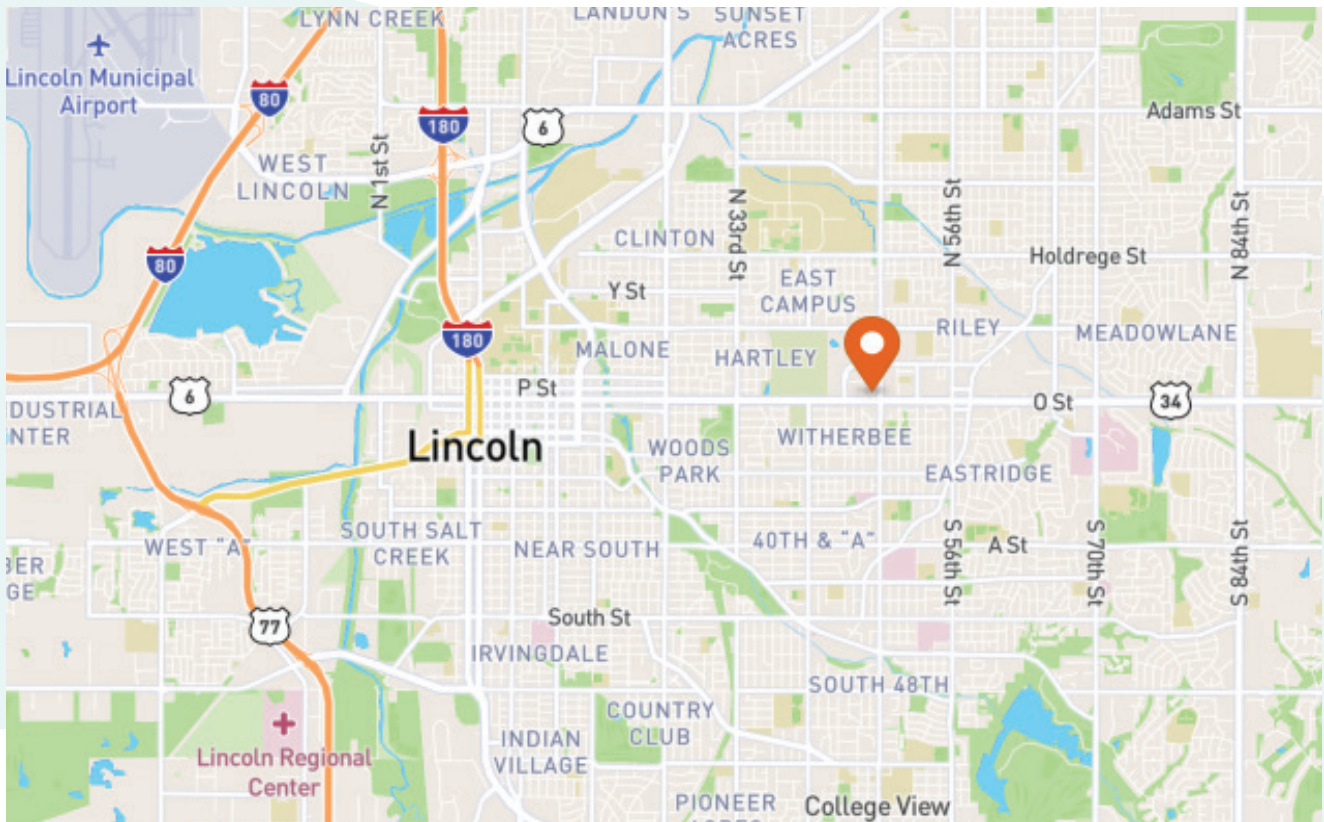 LYNN CREEK
LANDON'S
SUNSET
ACRES
Lincoln Municipal
Airport
80
180
6
Adams St
WEST
LINCOLN
N 1st St
N 33rd St
N 56th St
N 84th St
CLINTON
Holdrege St
80
EAST
CAMPUS
Y St
180
MALONE
HARTLEY
RILEY
MEADOWLANE
6
P St
O St
34
NDUSTRIAL
NTER
Lincoln
WOODS
PARK
WITHERBEE
EASTRIDGE
WEST "A"
SOUTH SALT
CREEK
NEAR SOUTH
40TH & "A"
S 56th St
A St
S 70th St
S 84th St
BER
GE
77
South St
IRVINGDALE
SOUTH 48TH
Lincoln Regional
Center
INDIAN
VILLAGE
COUNTRY
CLUB
PIONEER
College View